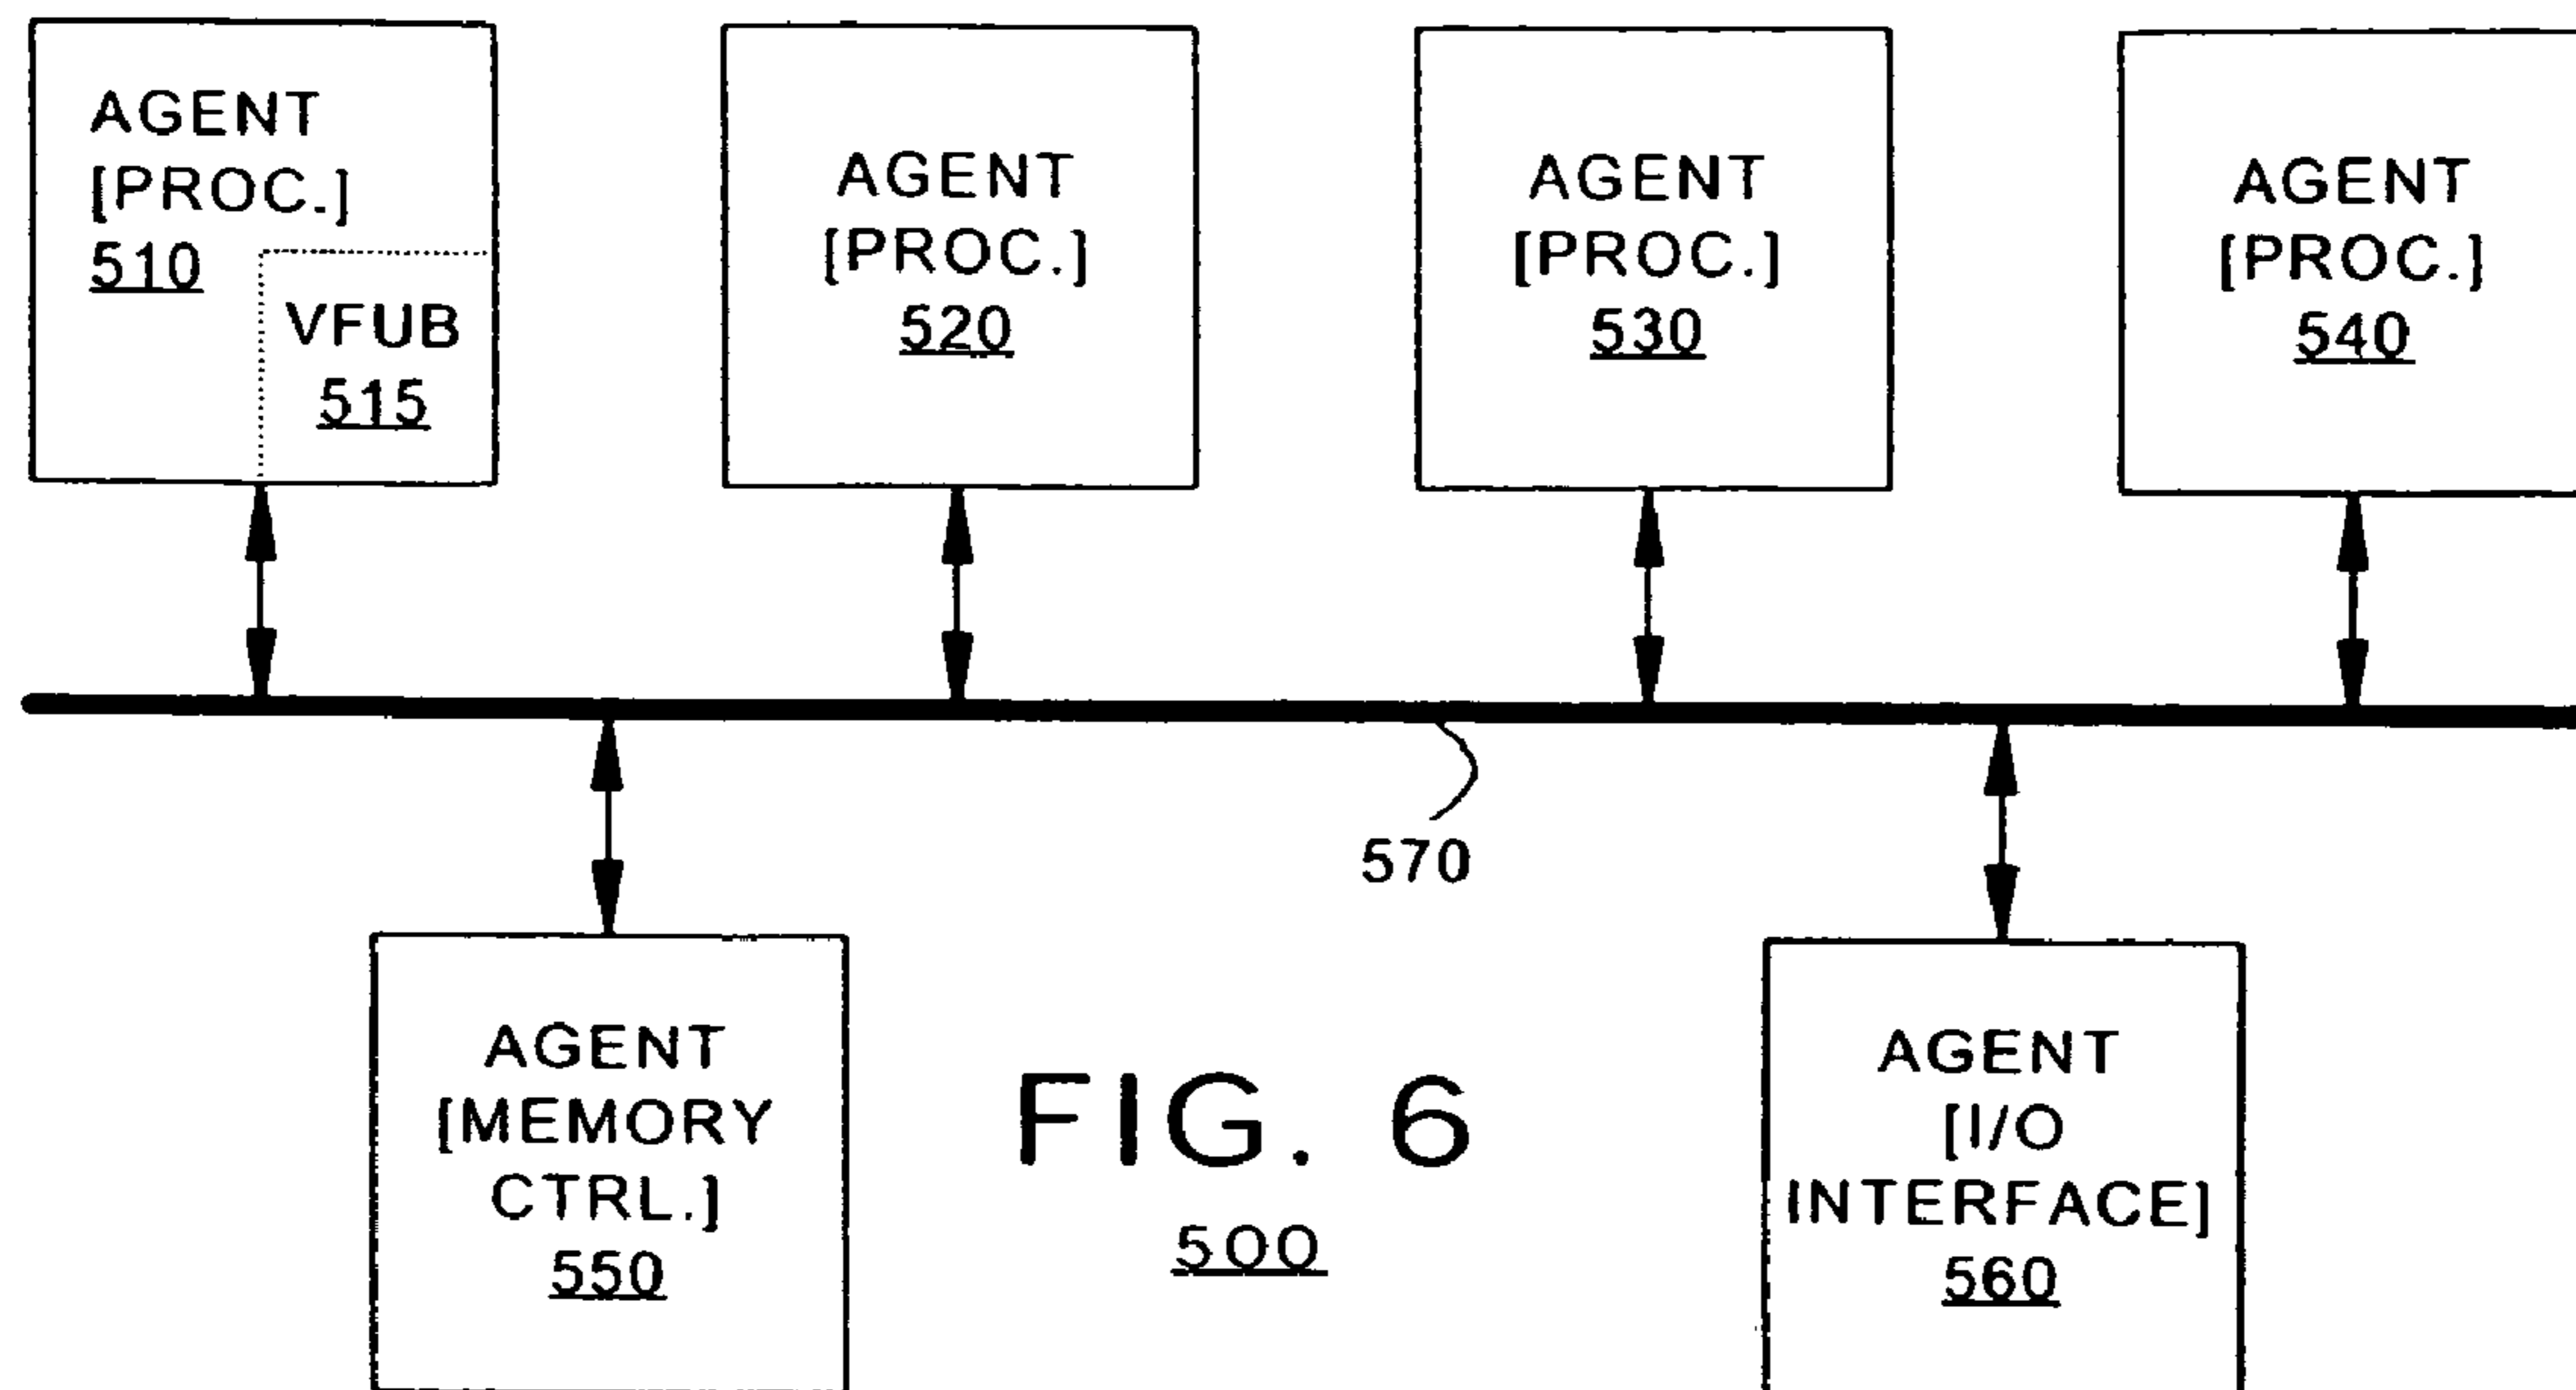 AGENT
[PROC.]
510
VFUB
515
AGENT
[PROC.]
520
AGENT
[PROC.]
530
AGENT
[PROC.]
540
570
AGENT
[MEMORY
CTRL.]
550
FIG. 6
500
AGENT
[I/O
INTERFACE]
560